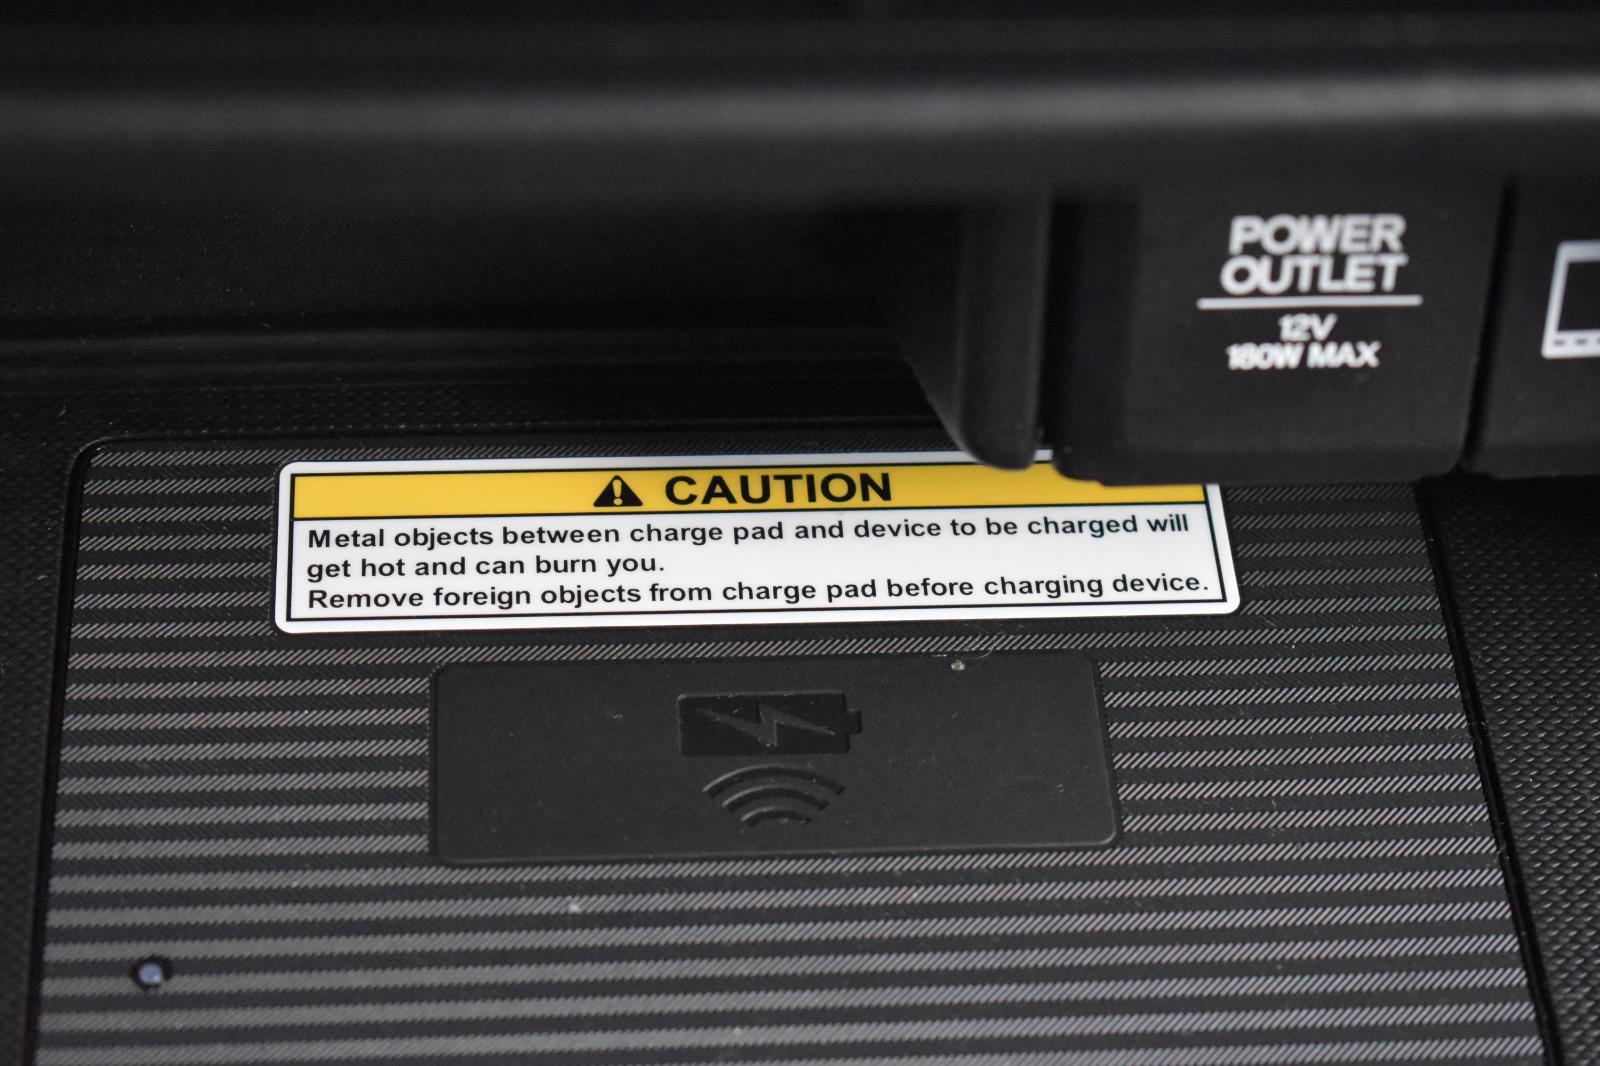 POWER
OUTLET
12V
180W MAX
CAUTION
Metal objects between charge pad and device to be charged will
get hot and can burn you.
Remove foreign objects from charge pad before charging device.